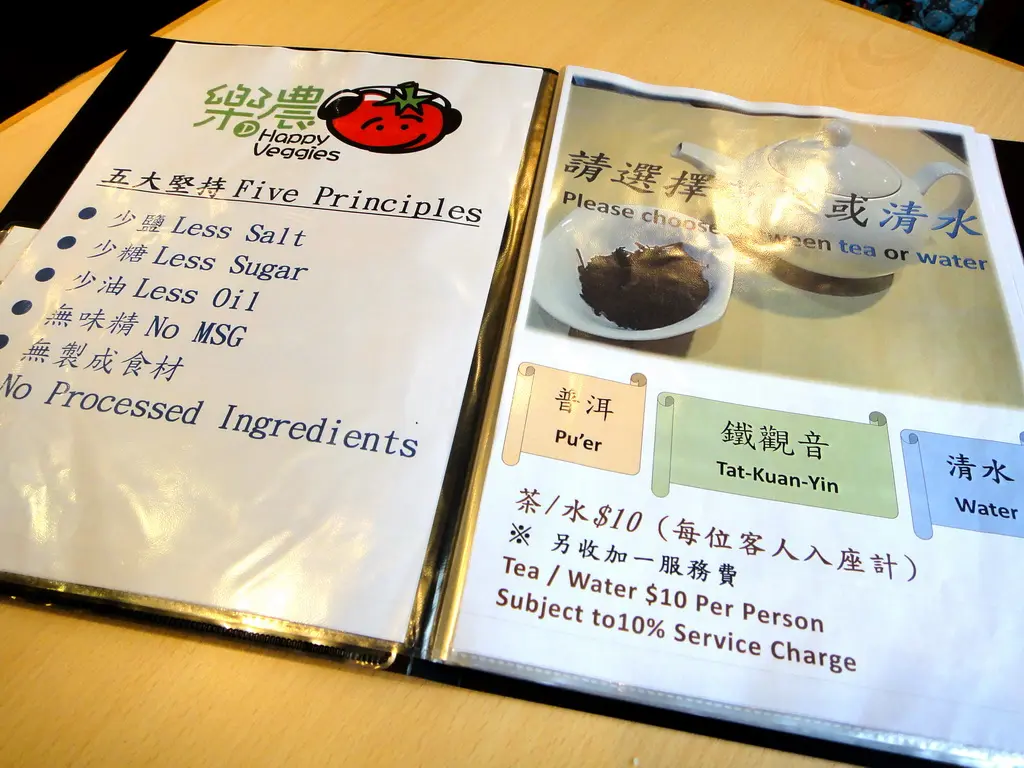 樂農
Happy
Veggies
五大堅持 Five Principles
少鹽 Less Salt
少糖 Less Sugar
少油 Less Oil
無味精 No MSG
無製成食材
No Processed Ingredients
請選擇 或清水
Please choose tea or water
普洱
Pu'er
鐵觀音
Tat-Kuan-Yin
清水
Water
茶/水$10 (每位客人入座計)
※ 另收加一服務費
Tea / Water $10 Per Person
Subject to10% Service Charge